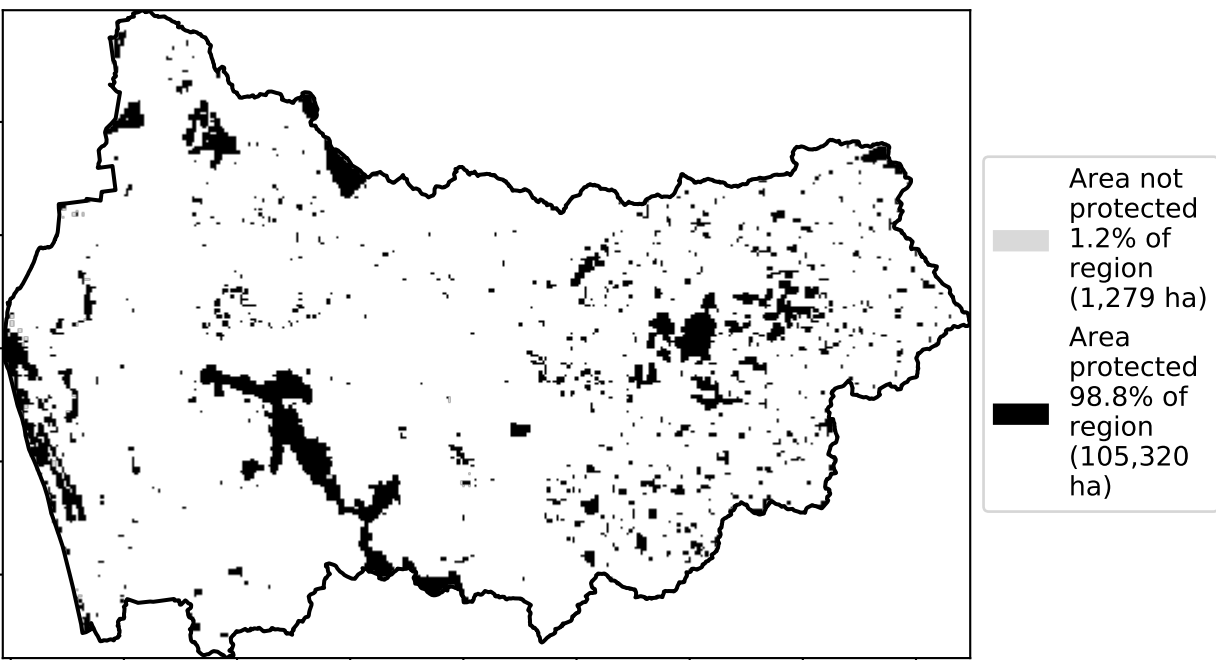 Area not
protected
1.2% of
region
(1,279 ha)
Area
protected
98.8% of
region
(105,320
ha)